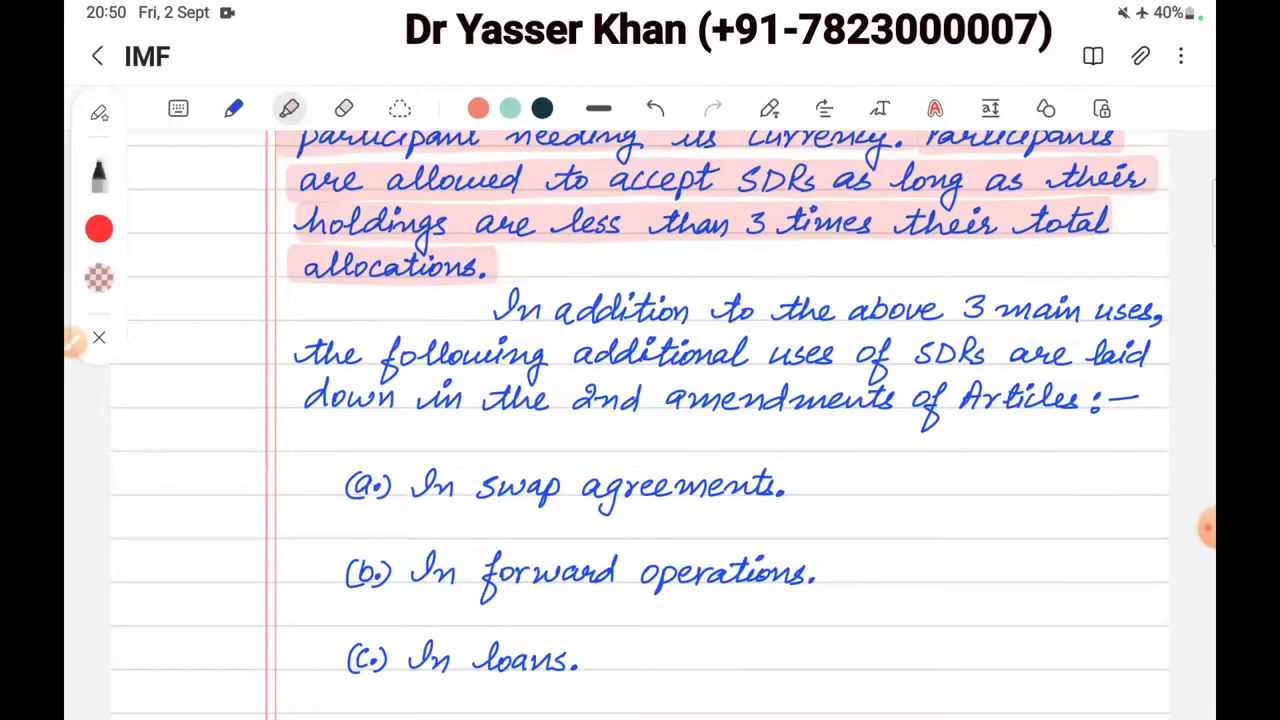 20:50 Fri, 2 Sept
40%
Dr Yasser Khan (+91-7823000007)
IMF
participant needing its currency. Participants
are allowed to accept SDRs as long as their
holdings are less than 3 times their total
allocations.
In addition to the above 3 main uses,
the following additional uses of SDRs are laid
down in the 2nd amendments of Articles :-
(a.) In swap agreements.
(b.) In forward operations.
(c.) In loans.